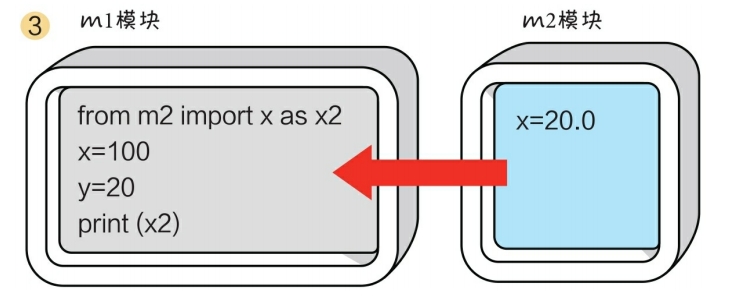 3
m1模块
m2模块
from m2 import x as x2
x=100
y=20
print (x2)
x=20.0